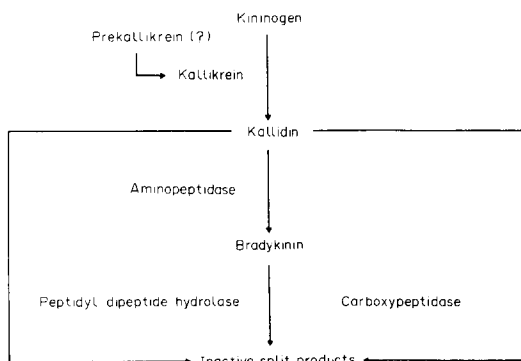 Kininogen
Prekallikrein (?)
Kallikrein
Kallidin
Aminopeptidase
Bradykinin
Peptidyl dipeptide hydrolase Carboxypeptidase
Inactive split products